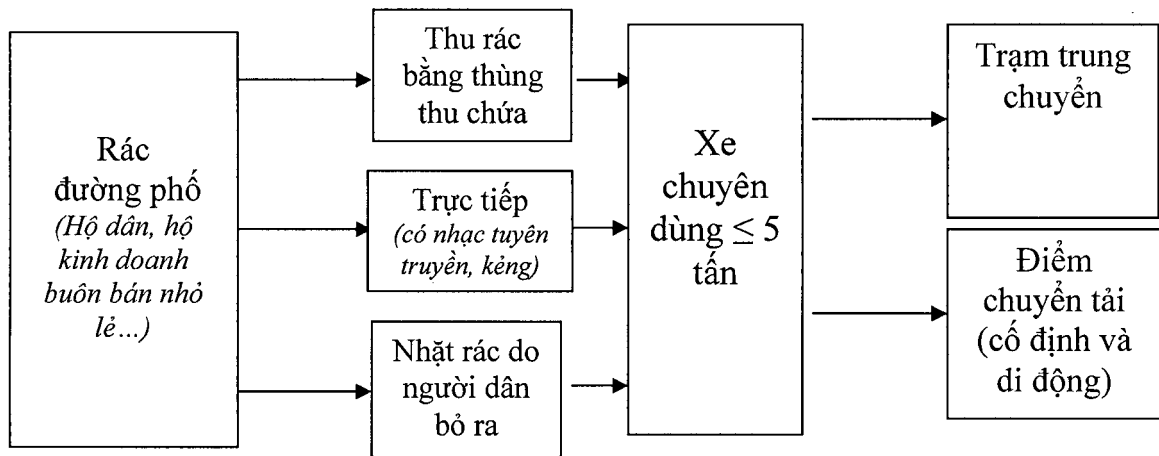 Rác
đường phố
(Hộ dân, hộ
kinh doanh
buôn bán nhỏ
lẻ...)
Thu rác
bằng thùng
thu chứa
Trực tiếp
(có nhạc tuyên
truyền, kẻng)
Nhặt rác do
người dân
bỏ ra
Xe
chuyên
dùng ≤ 5
tấn
Trạm trung
chuyển
Điểm
chuyển tải
(cố định và
di động)